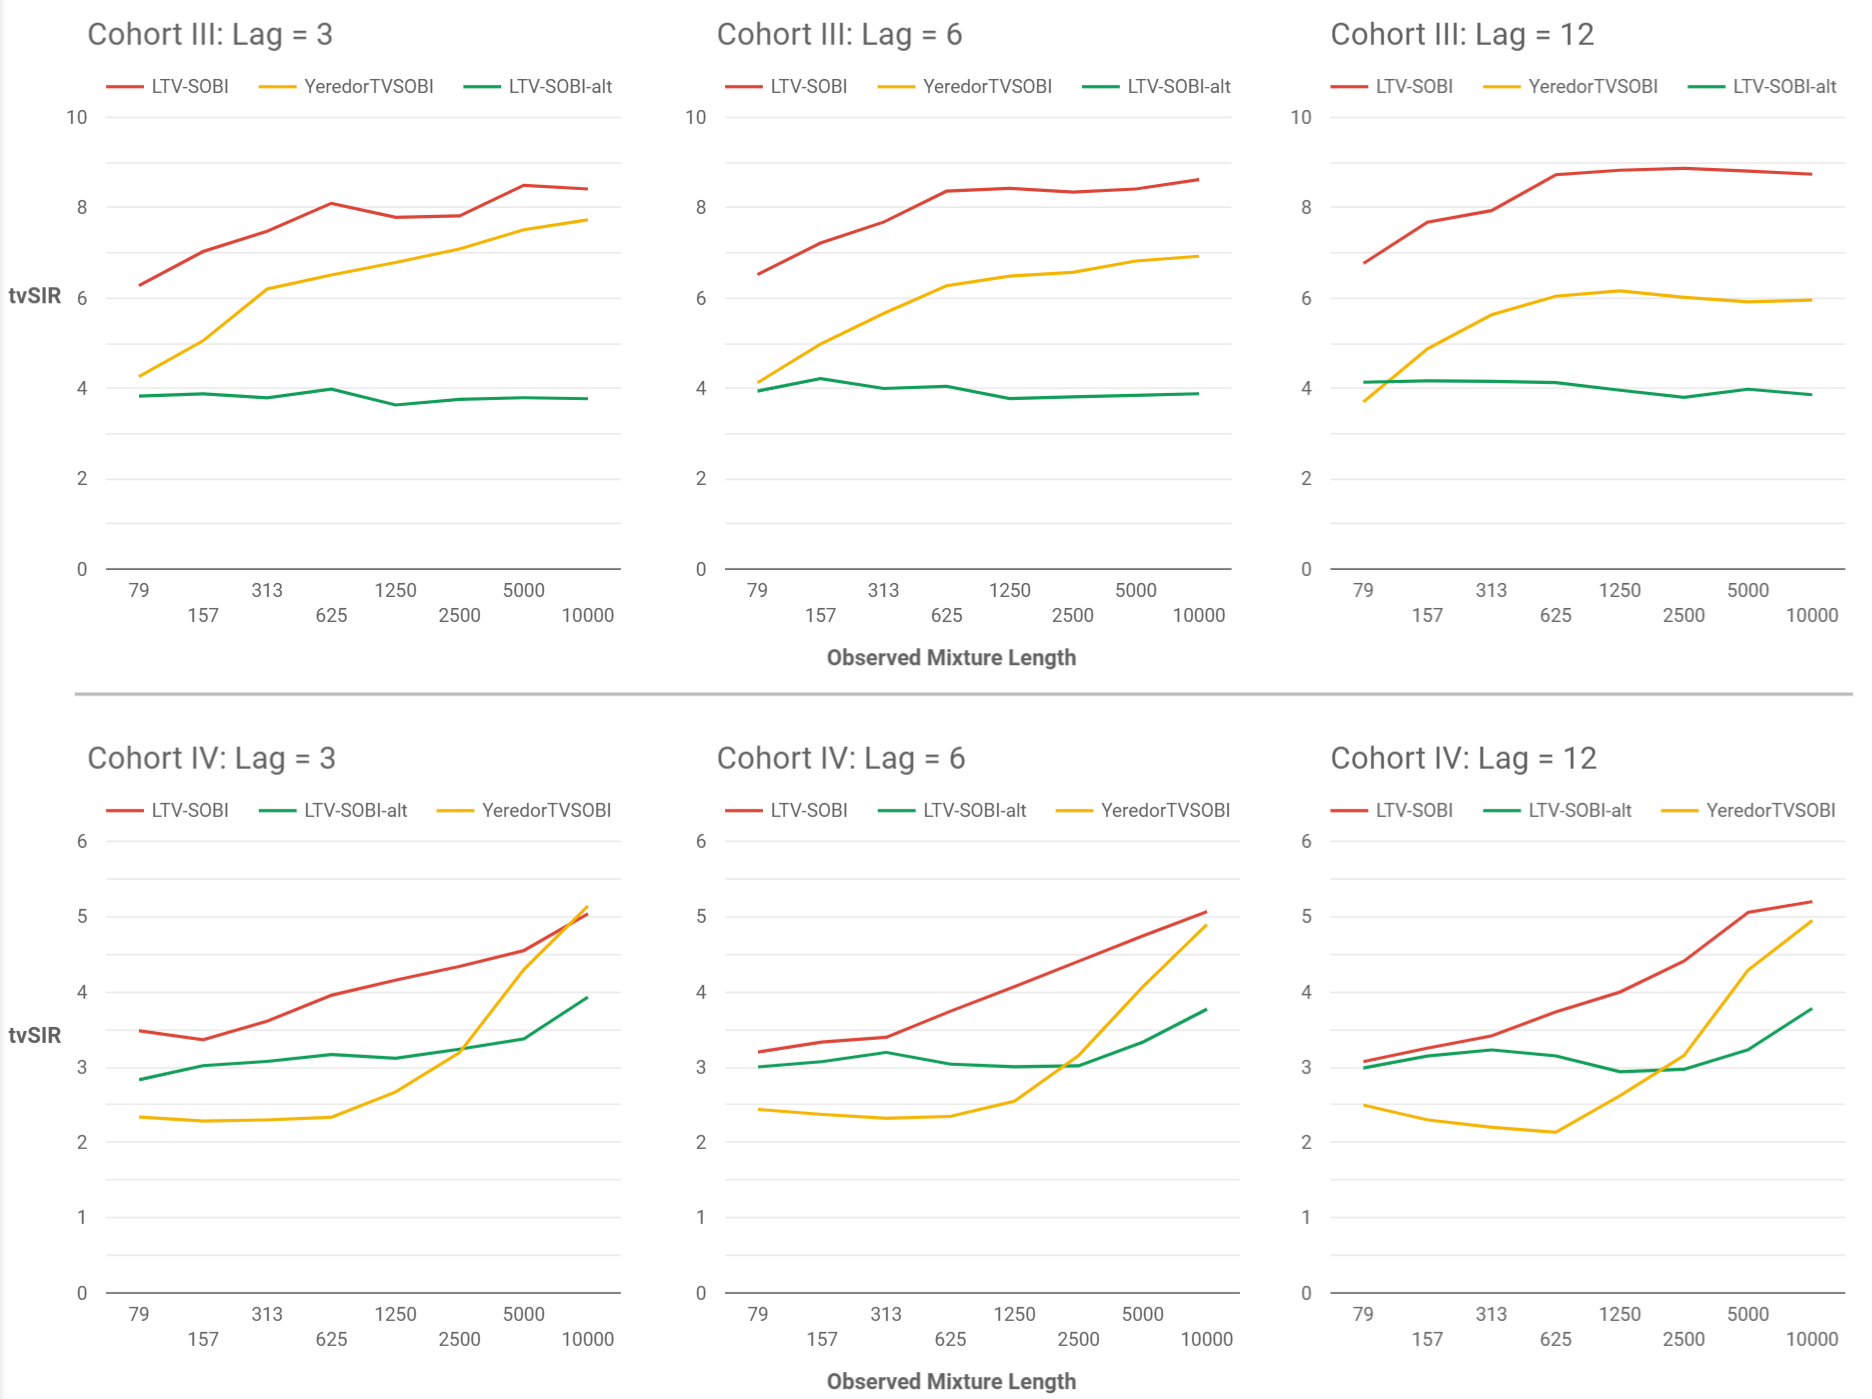 Cohort III: Lag = 3
LTV-SOBI YeredorTVSOBI LTV-SOBI-alt
10
8
6
4
2
0
tvSIR
79 157 313 625 1250 2500 5000 10000
Cohort III: Lag = 6
LTV-SOBI YeredorTVSOBI LTV-SOBI-alt
10
8
6
4
2
0
79 157 313 625 1250 2500 5000 10000
Cohort III: Lag = 12
LTV-SOBI YeredorTVSOBI LTV-SOBI-alt
10
8
6
4
2
0
79 157 313 625 1250 2500 5000 10000
Observed Mixture Length
Cohort IV: Lag = 3
LTV-SOBI LTV-SOBI-alt YeredorTVSOBI
6
5
4
3
2
1
0
tvSIR
79 157 313 625 1250 2500 5000 10000
Cohort IV: Lag = 6
LTV-SOBI LTV-SOBI-alt YeredorTVSOBI
6
5
4
3
2
1
0
79 157 313 625 1250 2500 5000 10000
Cohort IV: Lag = 12
LTV-SOBI LTV-SOBI-alt YeredorTVSOBI
6
5
4
3
2
1
0
79 157 313 625 1250 2500 5000 10000
Observed Mixture Length